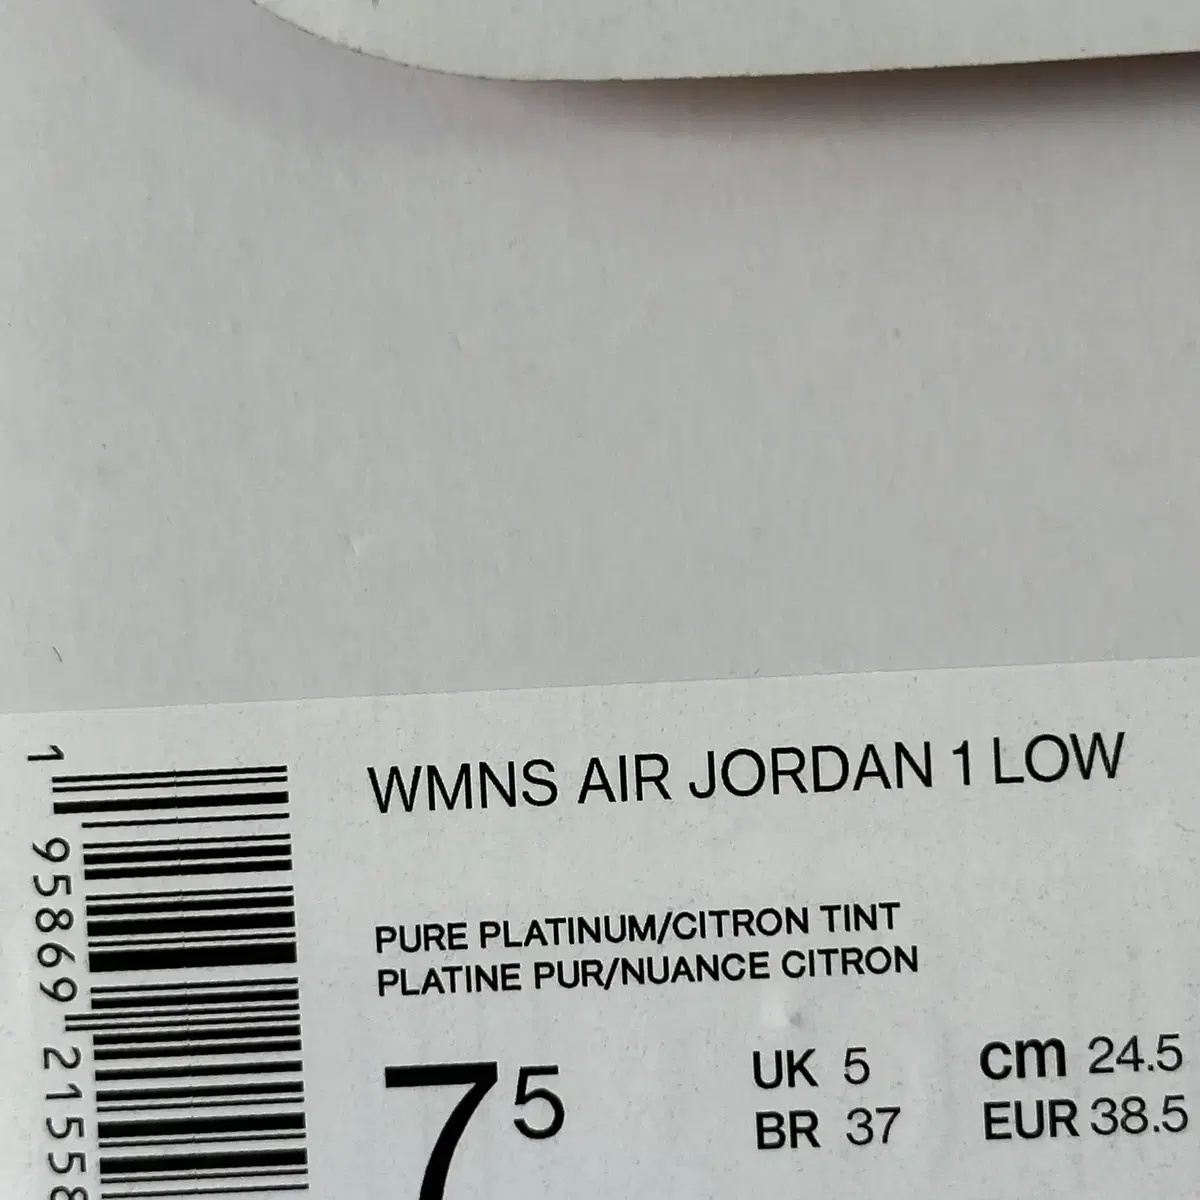 WMNS AIR JORDAN 1 LOW
PURE PLATINUM/CITRON TINT
PLATINE PUR/NUANCE CITRON
7 5
UK 5
BR 37
cm 24.5
EUR 38.5
1 95869 21558